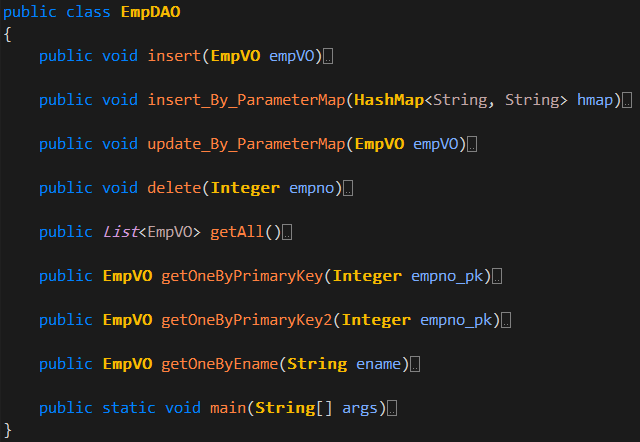 public class EmpDAO
{
public void insert(EmpVO empVO)
public void insert_By_ParameterMap(HashMap<String, String> hmap)
public void update_By_ParameterMap(EmpVO empVO)
public void delete(Integer empno)
public List<EmpVO> getAll()
public EmpVO getOneByPrimaryKey(Integer empno_pk)
public EmpVO getOneByPrimaryKey2(Integer empno_pk)
public EmpVO getOneByEname(String ename)
public static void main(String[] args)
}